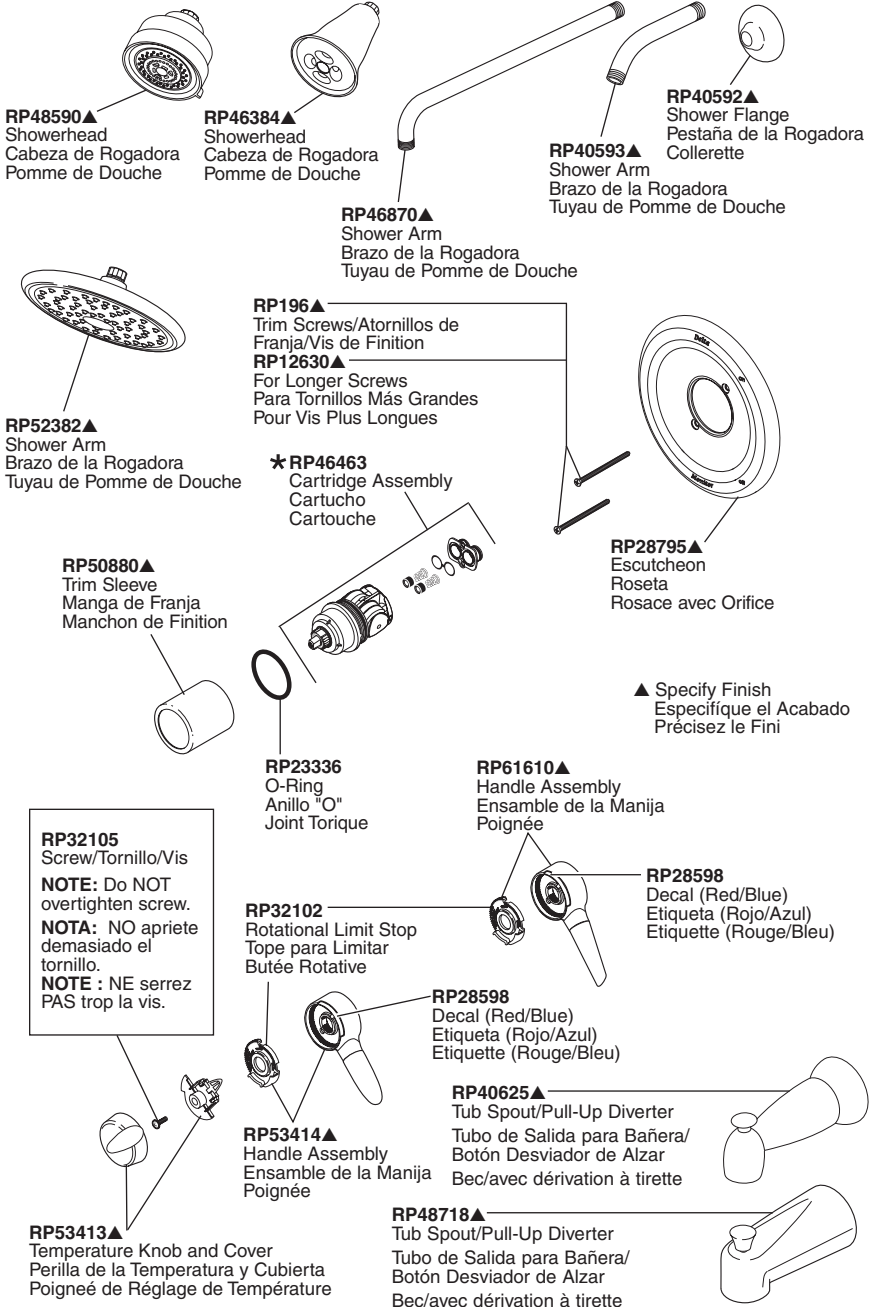 RP48590▲
Showerhead
Cabeza de Rogadora
Pomme de Douche
RP46384▲
Showerhead
Cabeza de Rogadora
Pomme de Douche
RP46870▲
Shower Arm
Brazo de la Rogadora
Tuyau de Pomme de Douche
RP40593▲
Shower Arm
Brazo de la Rogadora
Tuyau de Pomme de Douche
RP40592▲
Shower Flange
Pestaña de la Rogadora
Collerette
RP52382▲
Shower Arm
Brazo de la Rogadora
Tuyau de Pomme de Douche
RP196▲
Trim Screws/Atornillos de
Franja/Vis de Finition
RP12630▲
For Longer Screws
Para Tornillos Más Grandes
Pour Vis Plus Longues
Delta
Monitor
RP28795▲
Escutcheon
Roseta
Rosace avec Orifice
*RP46463
Cartridge Assembly
Cartucho
Cartouche
RP50880▲
Trim Sleeve
Manga de Franja
Manchon de Finition
RP23336
O-Ring
Anillo "O"
Joint Torique
▲ Specify Finish
Especifíque el Acabado
Précisez le Fini
RP32105
Screw/Tornillo/Vis
NOTE: Do NOT
overtighten screw.
NOTA: NO apriete
demasiado el
tornillo.
NOTE : NE serrez
PAS trop la vis.
RP61610▲
Handle Assembly
Ensamble de la Manija
Poignée
RP28598
Decal (Red/Blue)
Etiqueta (Rojo/Azul)
Etiquette (Rouge/Bleu)
RP32102
Rotational Limit Stop
Tope para Limitar
Butée Rotative
RP28598
Decal (Red/Blue)
Etiqueta (Rojo/Azul)
Etiquette (Rouge/Bleu)
RP53414▲
Handle Assembly
Ensamble de la Manija
Poignée
RP53413▲
Temperature Knob and Cover
Perilla de la Temperatura y Cubierta
Poigneé de Réglage de Température
RP40625▲
Tub Spout/Pull-Up Diverter
Tubo de Salida para Bañera/
Botón Desviador de Alzar
Bec/avec dérivation à tirette
RP48718▲
Tub Spout/Pull-Up Diverter
Tubo de Salida para Bañera/
Botón Desviador de Alzar
Bec/avec dérivation à tirette